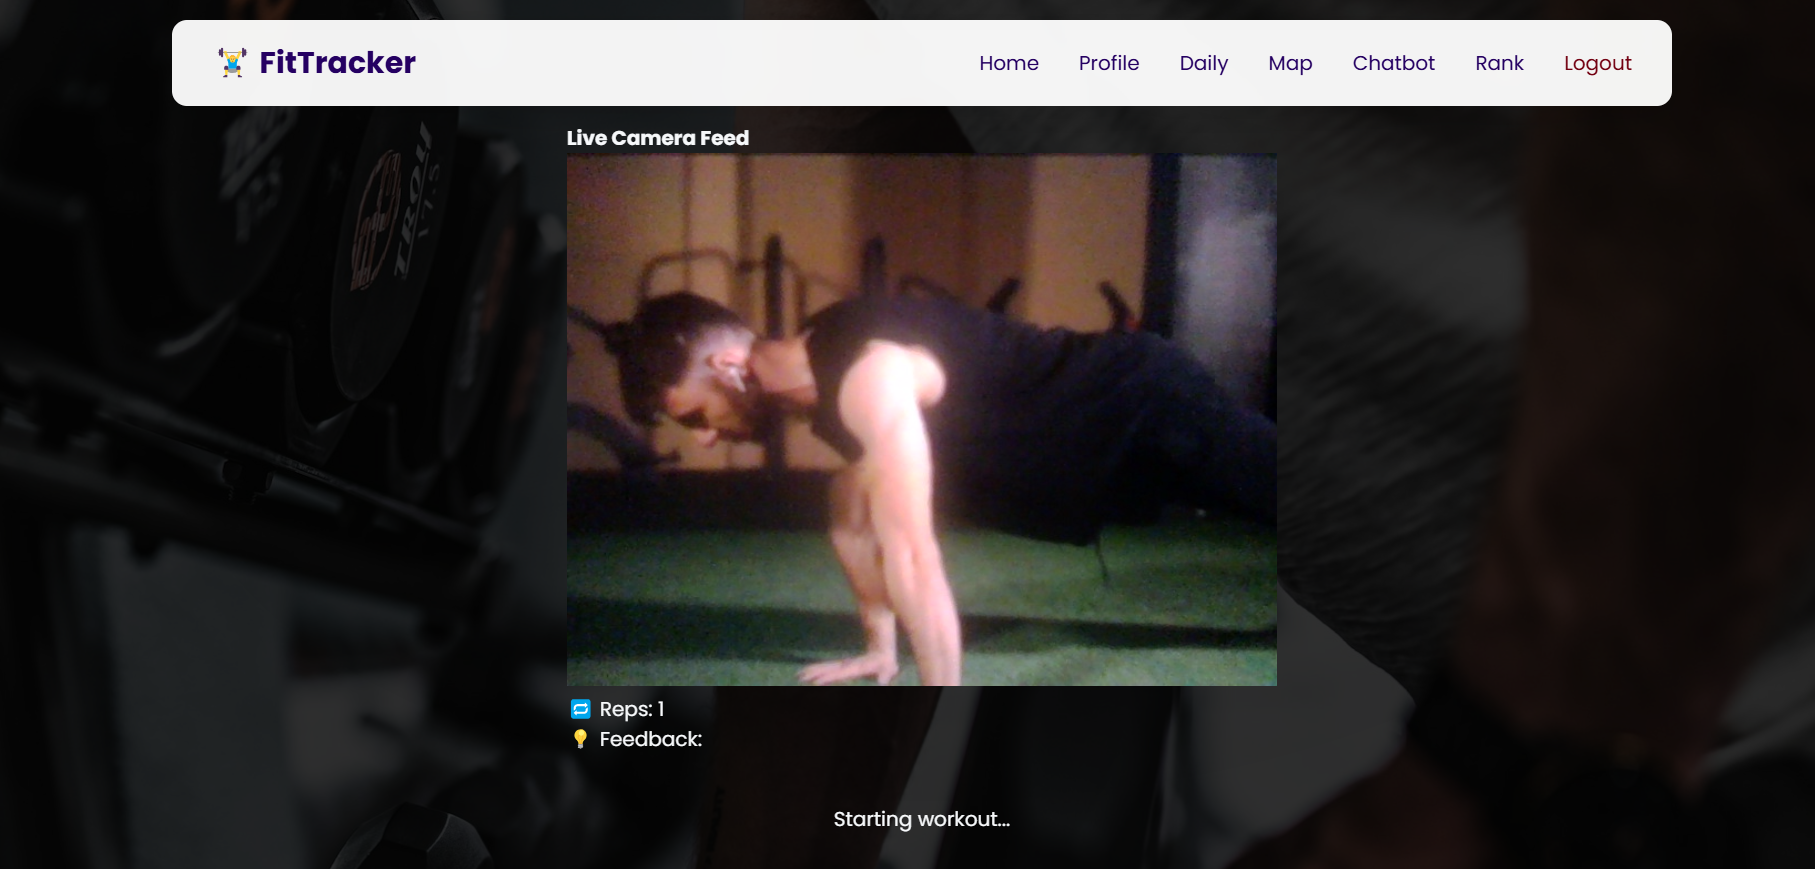 FitTracker
Home Profile Daily Map Chatbot Rank Logout
Live Camera Feed
Reps: 1
Feedback:
Starting workout...